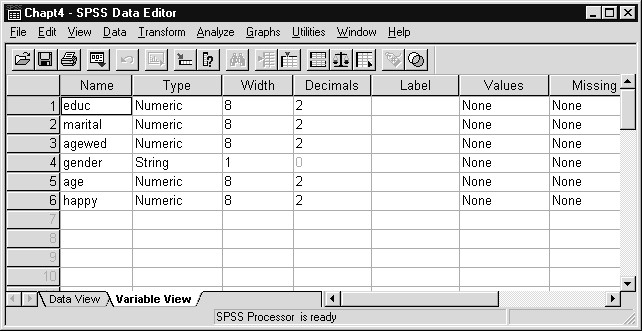 Chapt4 - SPSS Data Editor
File Edit View Data Transform Analyze Graphs Utilities Window Help
Name Type Width Decimals Label Values Missing
1 educ Numeric 8 2 None None
2 marital Numeric 8 2 None None
3 agewed Numeric 8 2 None None
4 gender String 1 0 None None
5 age Numeric 8 2 None None
6 happy Numeric 8 2 None None
7
8
9
10
Data View Variable View
SPSS Processor is ready